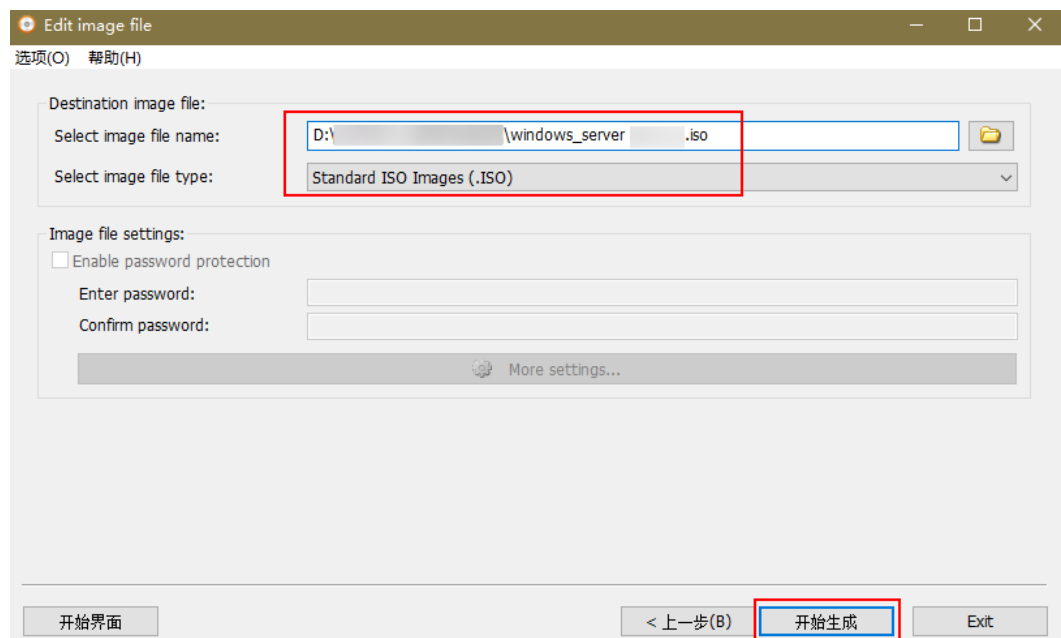 Edit image file
选项(O) 帮助(H)
Destination image file:
Select image file name: D:\ \windows_server .iso
Select image file type: Standard ISO Images (.ISO)
Image file settings:
Enable password protection
Enter password:
Confirm password:
More settings...
开始界面 < 上一步(B) 开始生成 Exit